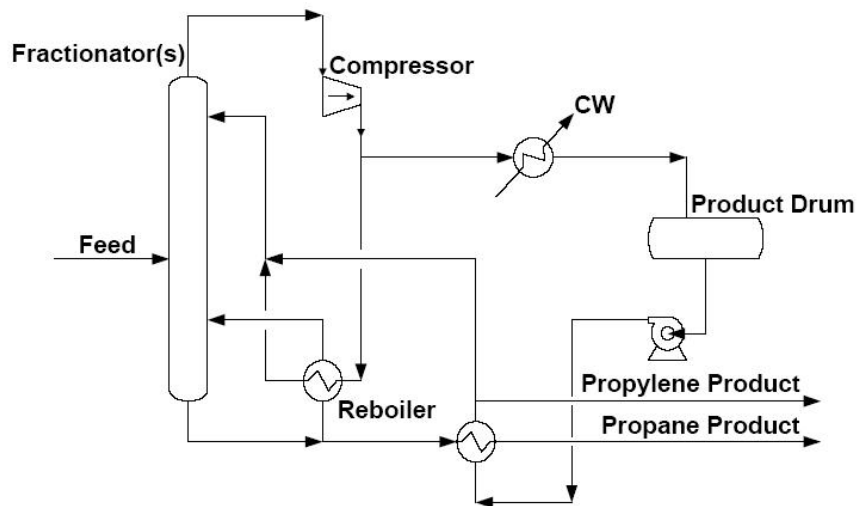 Fractionator(s)
Compressor
CW
Product Drum
Feed
Propylene Product
Reboiler
Propane Product